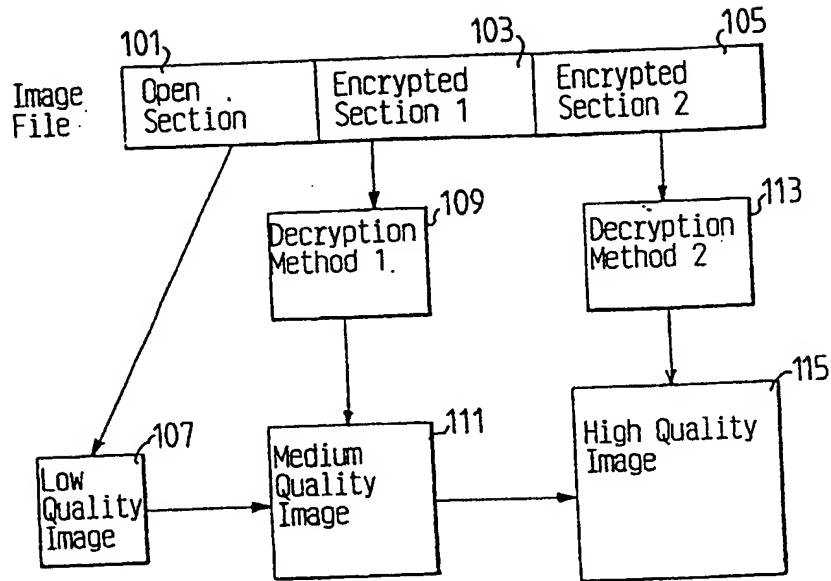 101
103
105
Image
File
Open
Section
Encrypted
Section 1
Encrypted
Section 2
109
113
Decryption
Method 1.
Decryption
Method 2
107
111
115
Low
Quality
Image
Medium
Quality
Image
High Quality
Image